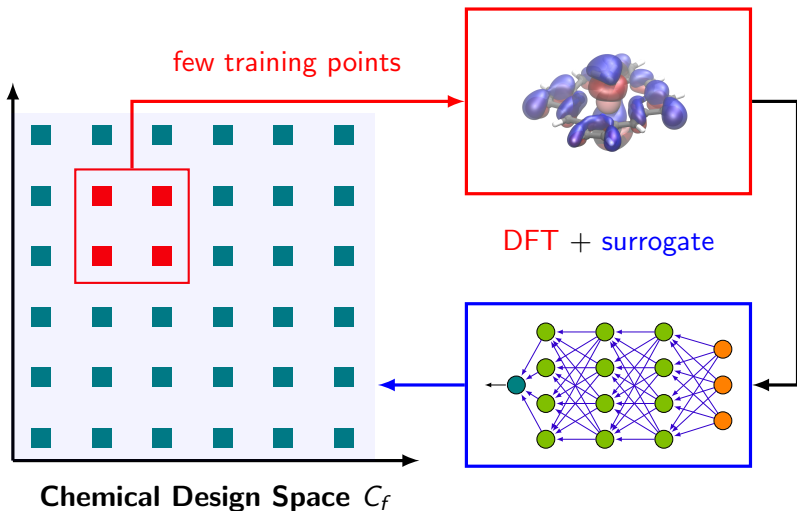 few training points
DFT + surrogate
Chemical Design Space C_f